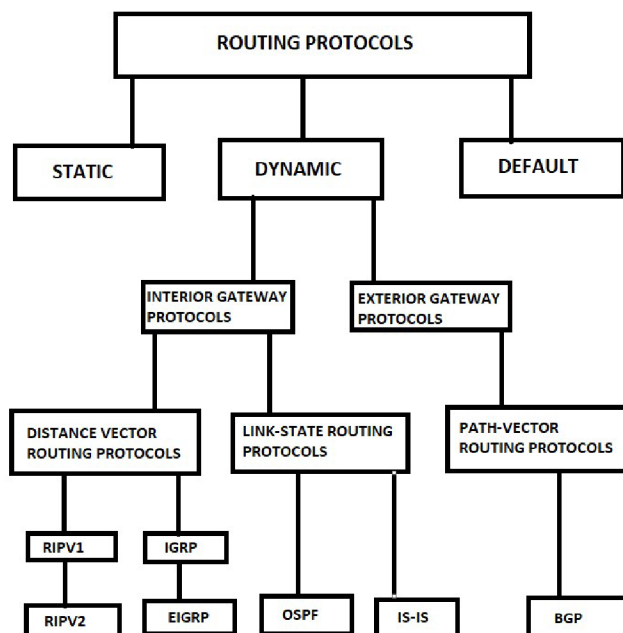 ROUTING PROTOCOLS
STATIC
DYNAMIC
DEFAULT
INTERIOR GATEWAY
PROTOCOLS
EXTERIOR GATEWAY
PROTOCOLS
DISTANCE VECTOR
ROUTING PROTOCOLS
LINK-STATE ROUTING
PROTOCOLS
PATH-VECTOR
ROUTING PROTOCOLS
RIPV1
IGRP
RIPV2
EIGRP
OSPF
IS-IS
BGP